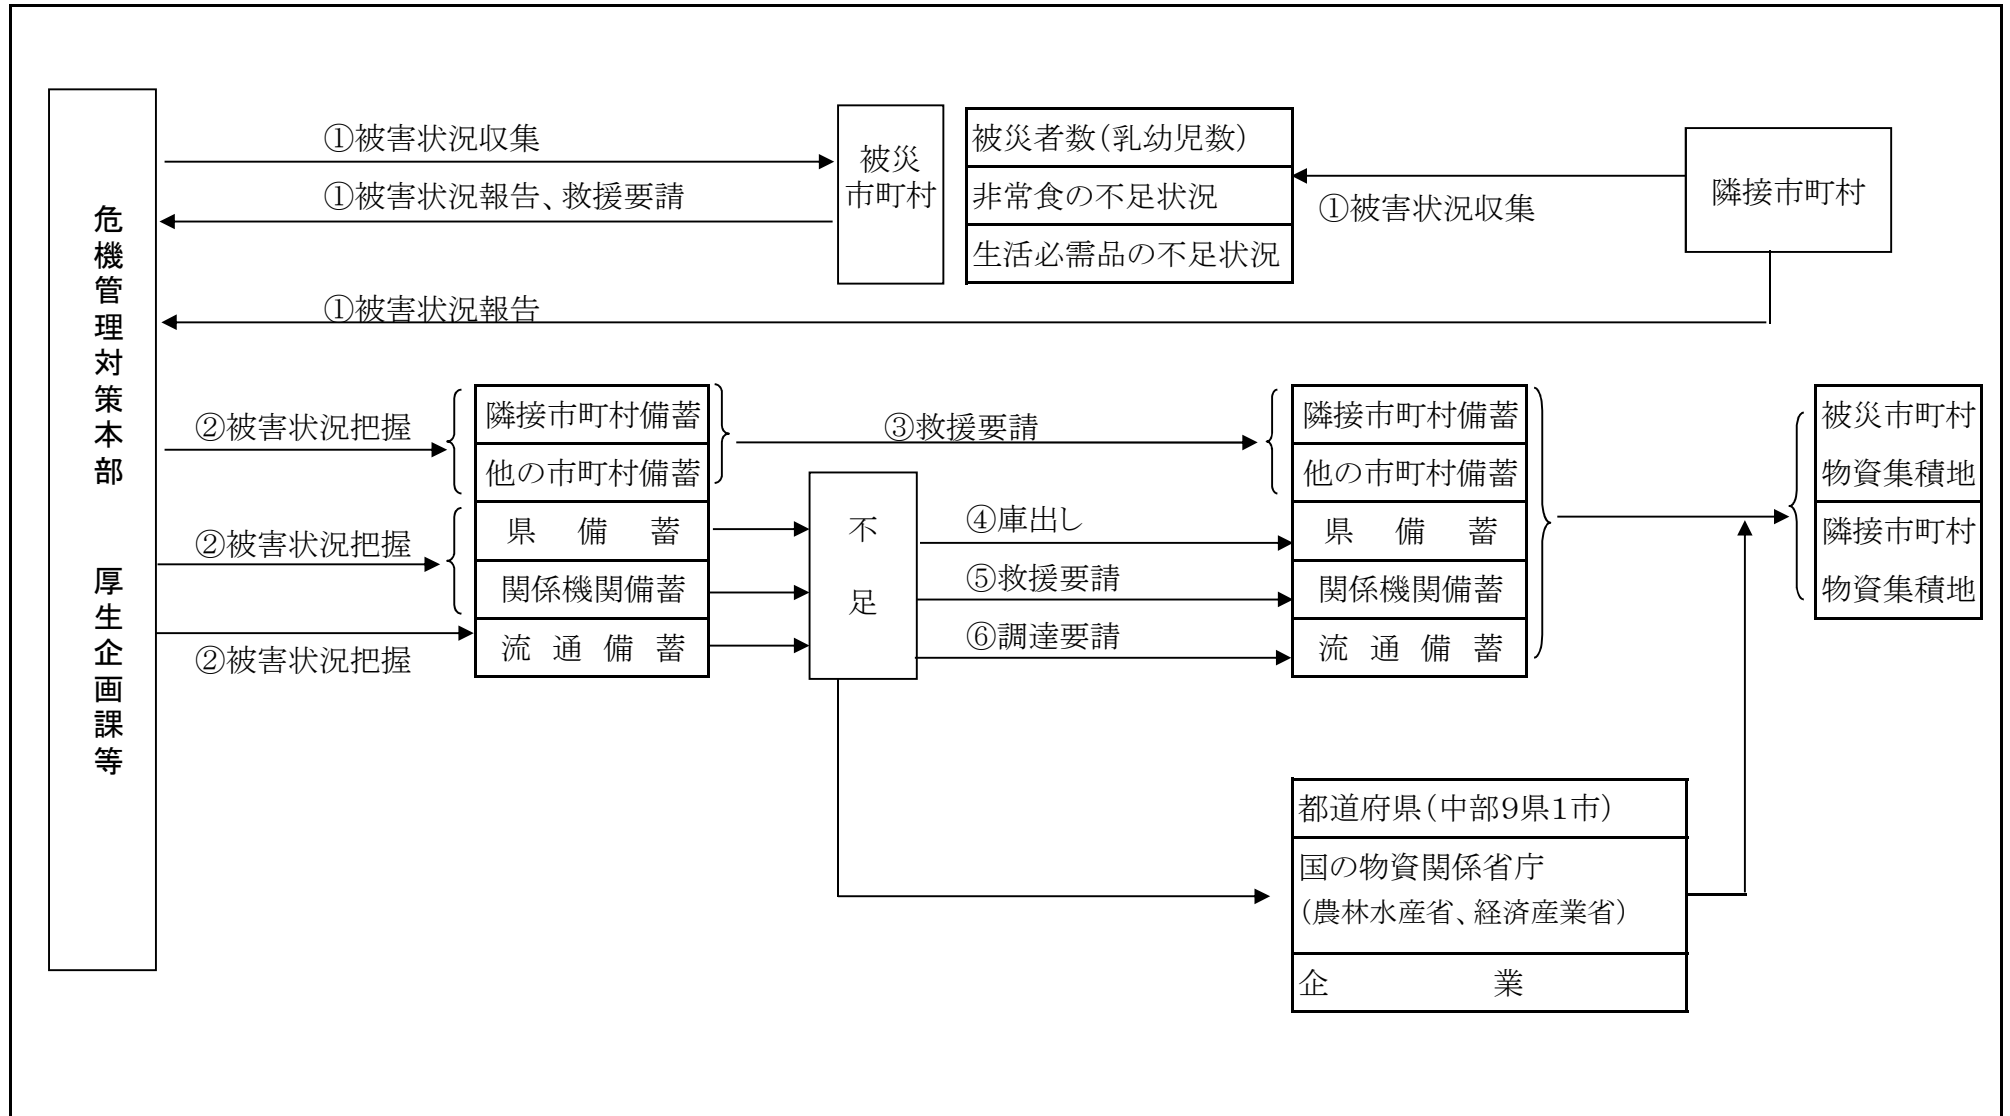 危機管理対策本部　厚生企画課等
①被害状況収集
①被害状況報告、救援要請
①被害状況報告
被災
市町村
被災者数(乳幼児数)
非常食の不足状況
生活必需品の不足状況
①被害状況収集
隣接市町村
②被害状況把握
②被害状況把握
②被害状況把握
隣接市町村備蓄
他の市町村備蓄
県　備　蓄
関係機関備蓄
流通備蓄
不
足
③救援要請
④庫出し
⑤救援要請
⑥調達要請
隣接市町村備蓄
他の市町村備蓄
県　備　蓄
関係機関備蓄
流通備蓄
被災市町村
物資集積地
隣接市町村
物資集積地
都道府県(中部9県1市)
国の物資関係省庁
(農林水産省、経済産業省)
企　業